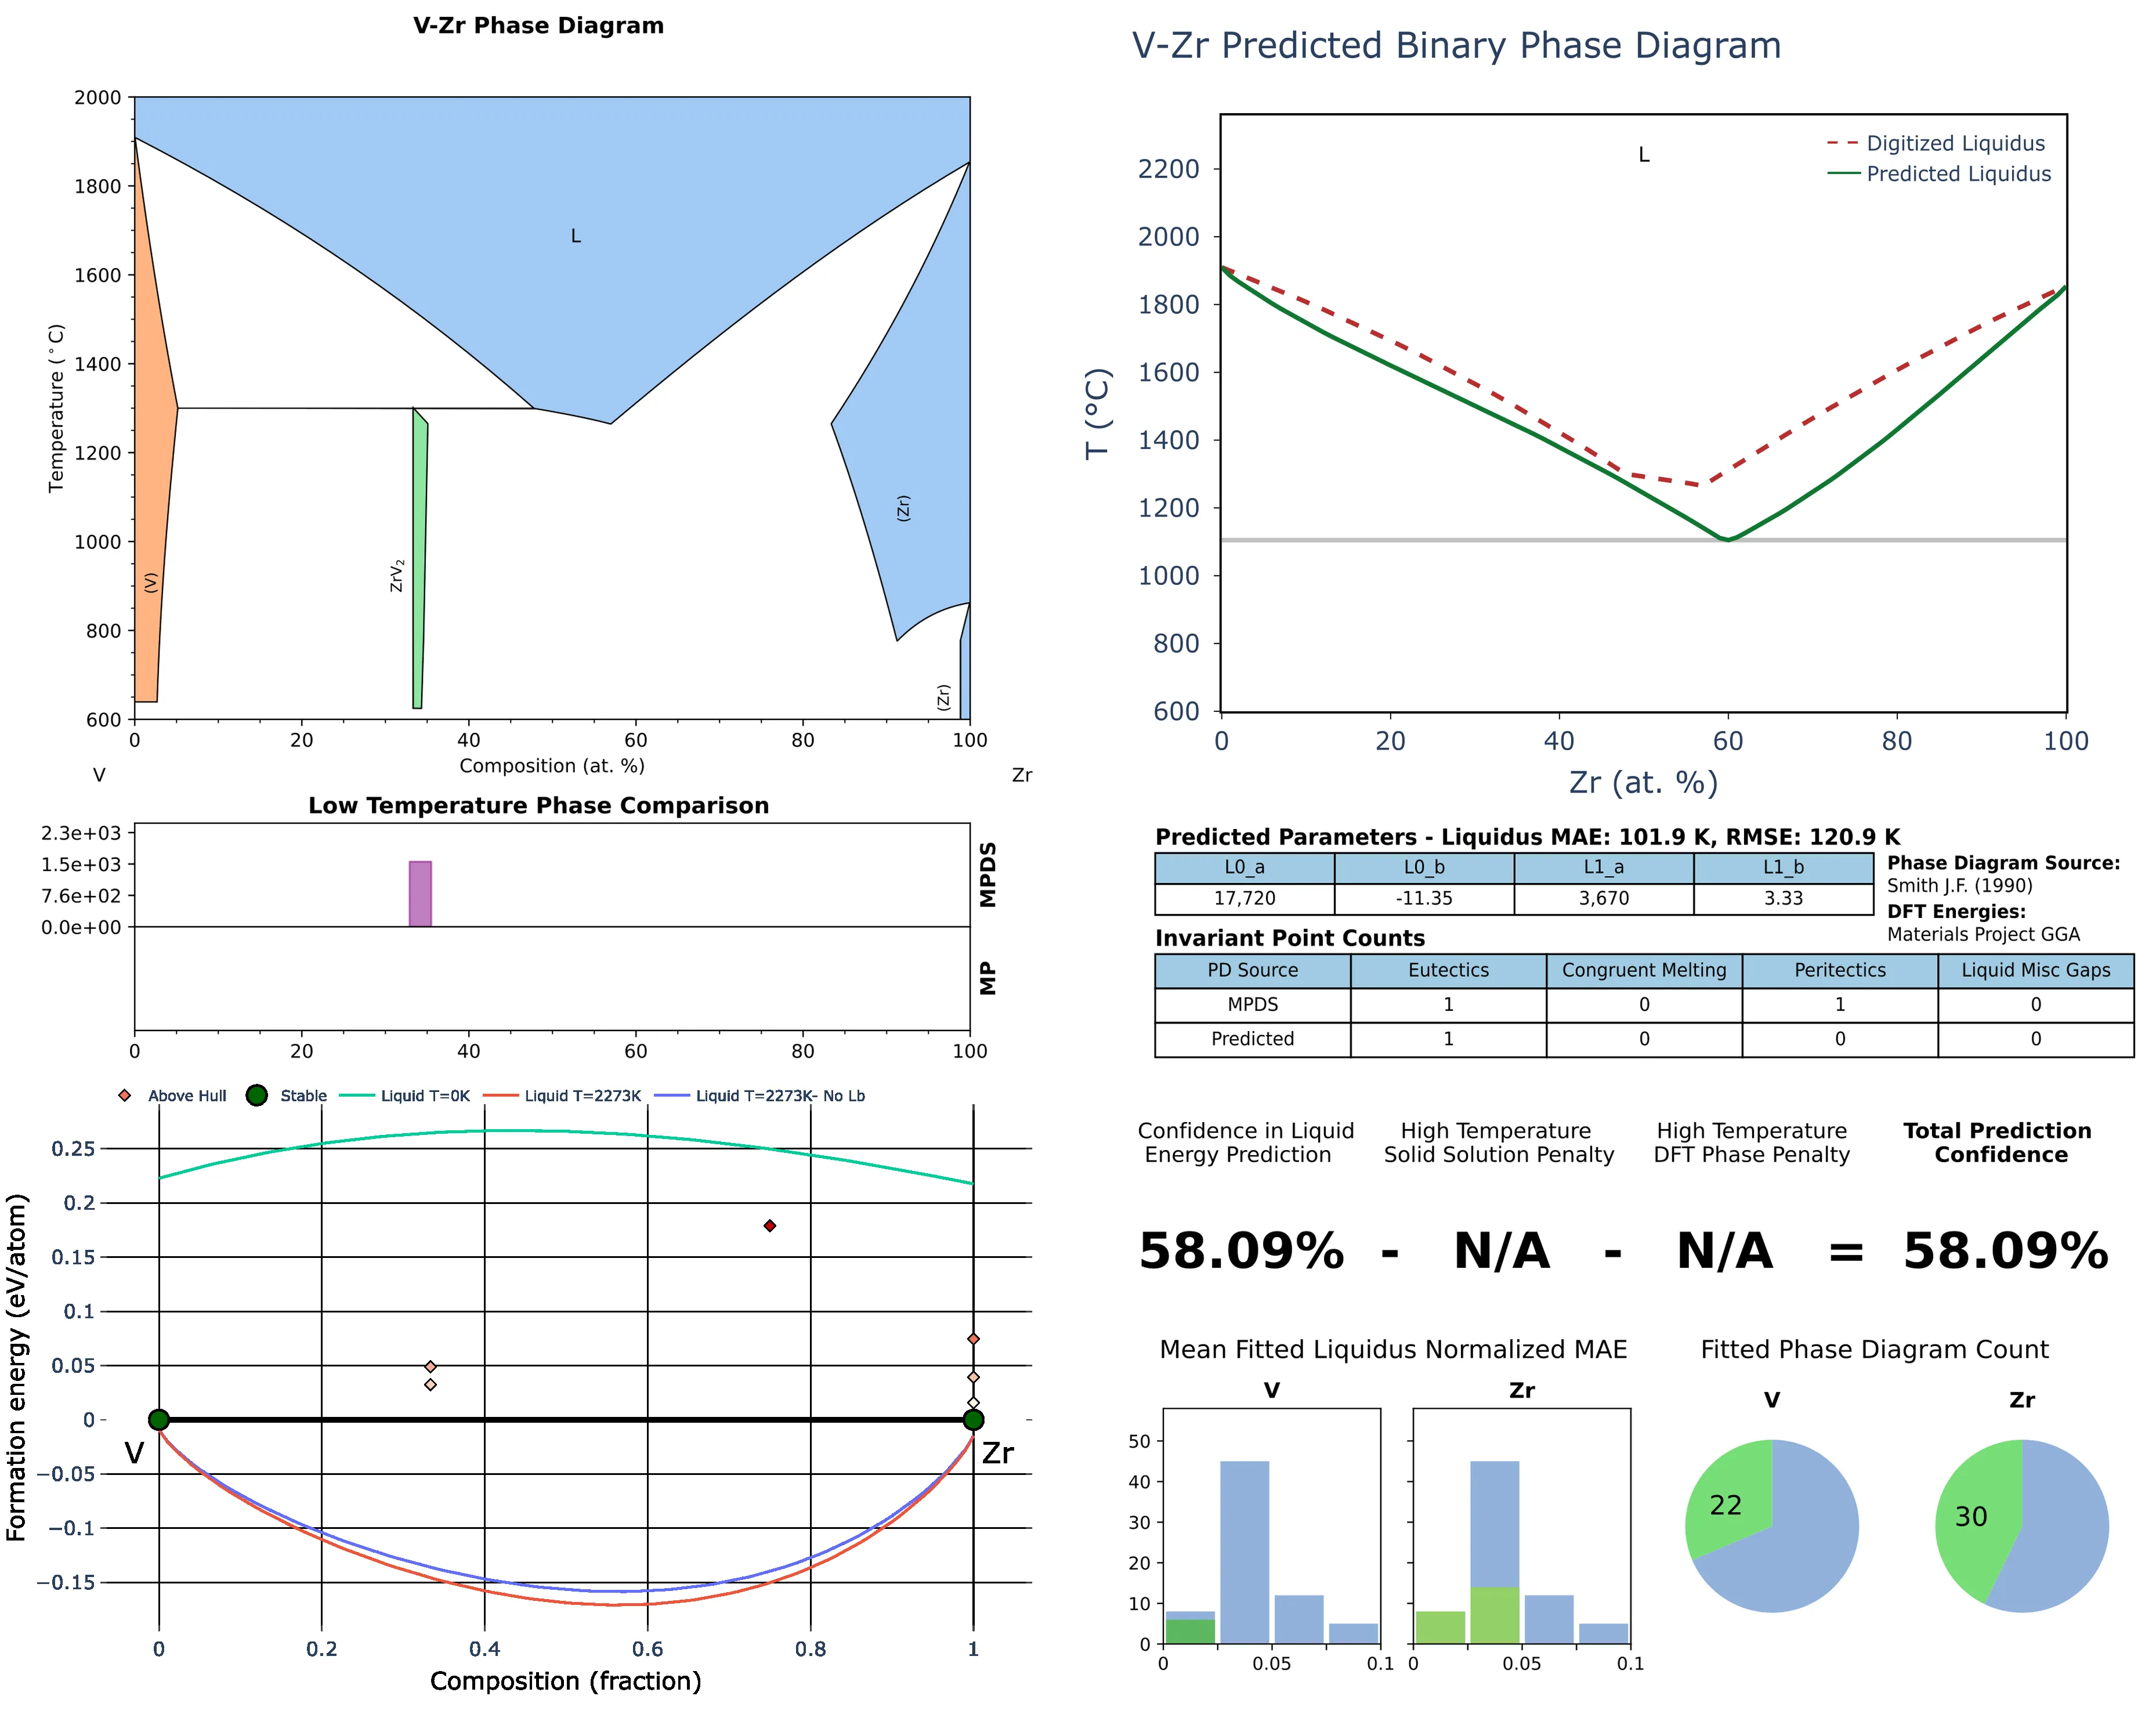 V-Zr Phase Diagram
2000
1800
1600
1400
1200
1000
800
600
Temperature (°C)
L
(V)
ZrV2
(Zr)
(Zr)
0 20 40 60 80 100
Composition (at. %)
V Zr
Low Temperature Phase Comparison
2.3e+03
1.5e+03
7.6e+02
0.0e+00
MPDS
MP
0 20 40 60 80 100
Above Hull Stable Liquid T=0K Liquid T=2273K Liquid T=2273K- No Lb
0.25
0.2
0.15
0.1
0.05
0
−0.05
−0.1
−0.15
Formation energy (eV/atom)
V Zr
0 0.2 0.4 0.6 0.8 1
Composition (fraction)
V-Zr Predicted Binary Phase Diagram
L
Digitized Liquidus
Predicted Liquidus
2200
2000
1800
1600
1400
1200
1000
800
600
T (°C)
0 20 40 60 80 100
Zr (at. %)
Predicted Parameters - Liquidus MAE: 101.9 K, RMSE: 120.9 K
L0_a L0_b L1_a L1_b
17,720 -11.35 3,670 3.33
Phase Diagram Source:
Smith J.F. (1990)
DFT Energies:
Materials Project GGA
Invariant Point Counts
PD Source Eutectics Congruent Melting Peritectics Liquid Misc Gaps
MPDS 1 0 1 0
Predicted 1 0 0 0
Confidence in Liquid
Energy Prediction
High Temperature
Solid Solution Penalty
High Temperature
DFT Phase Penalty
Total Prediction
Confidence
58.09% - N/A - N/A = 58.09%
Mean Fitted Liquidus Normalized MAE
V Zr
50
40
30
20
10
0
0 0.05 0.1 0 0.05 0.1
Fitted Phase Diagram Count
V Zr
22 30